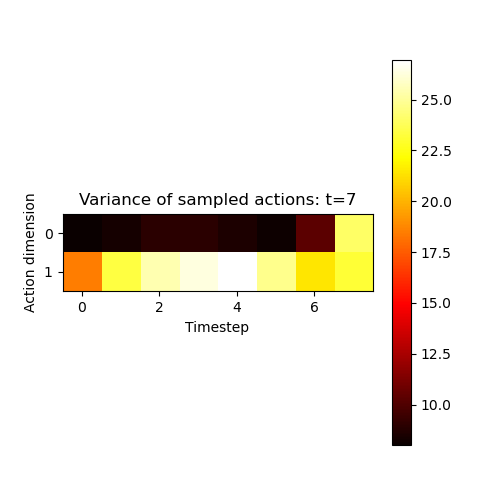 Variance of sampled actions: t=7
Action dimension
0
1
0 2 4 6
Timestep
25.0
22.5
20.0
17.5
15.0
12.5
10.0